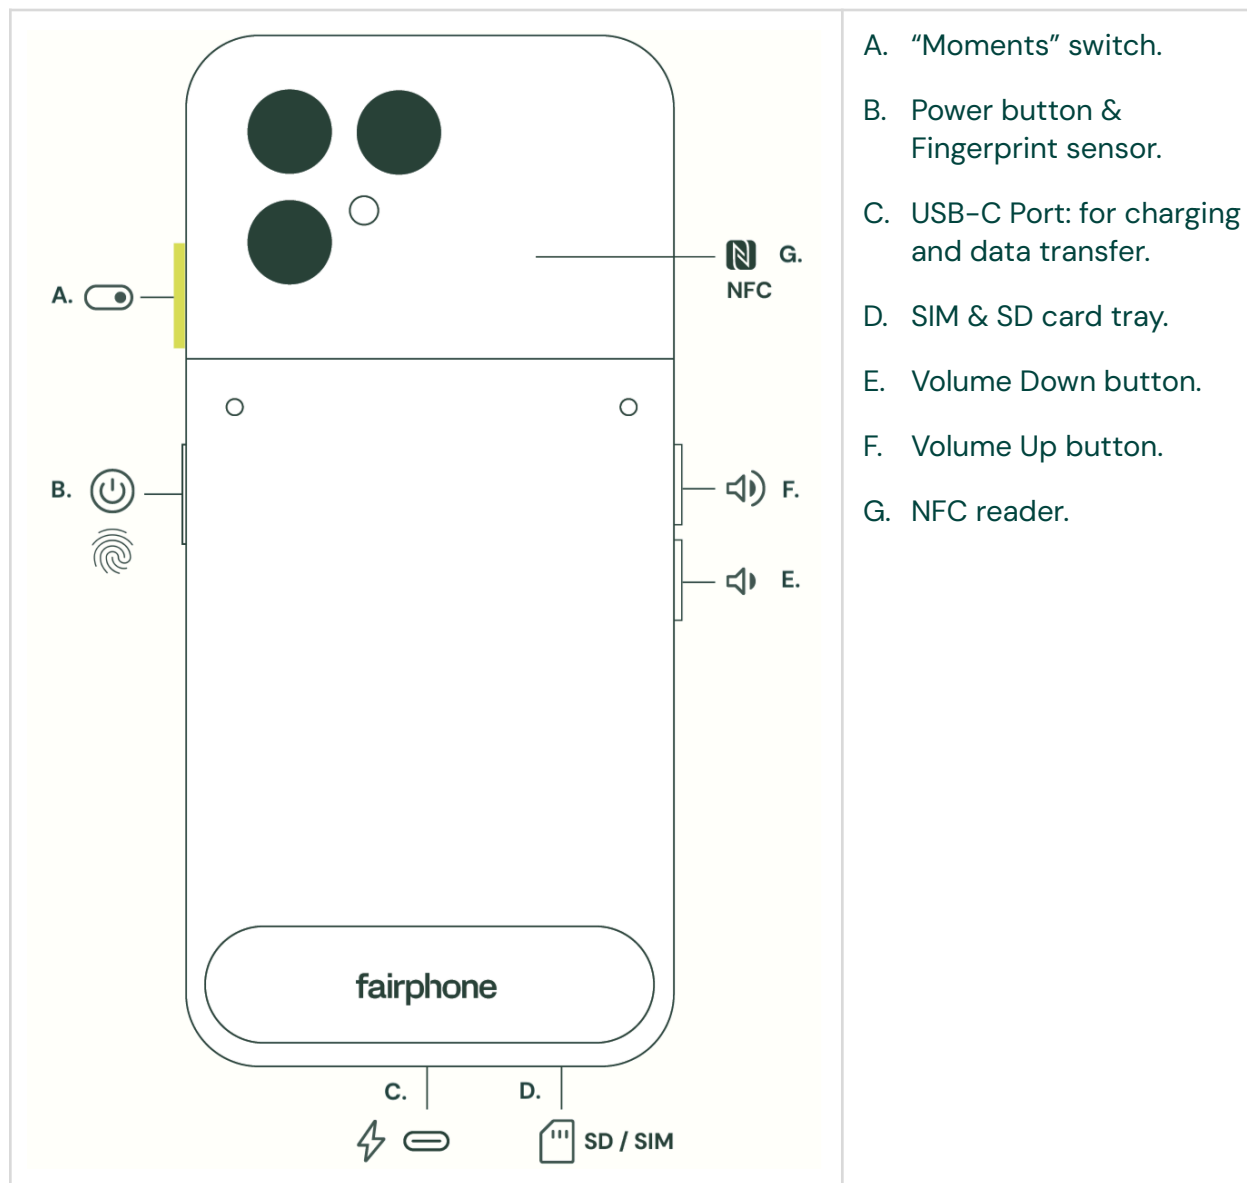 G.
NFC
A.
B.
F.
E.
fairphone
C.
D.
SD / SIM
A. “Moments” switch.
B. Power button &
Fingerprint sensor.
C. USB-C Port: for charging
and data transfer.
D. SIM & SD card tray.
E. Volume Down button.
F. Volume Up button.
G. NFC reader.